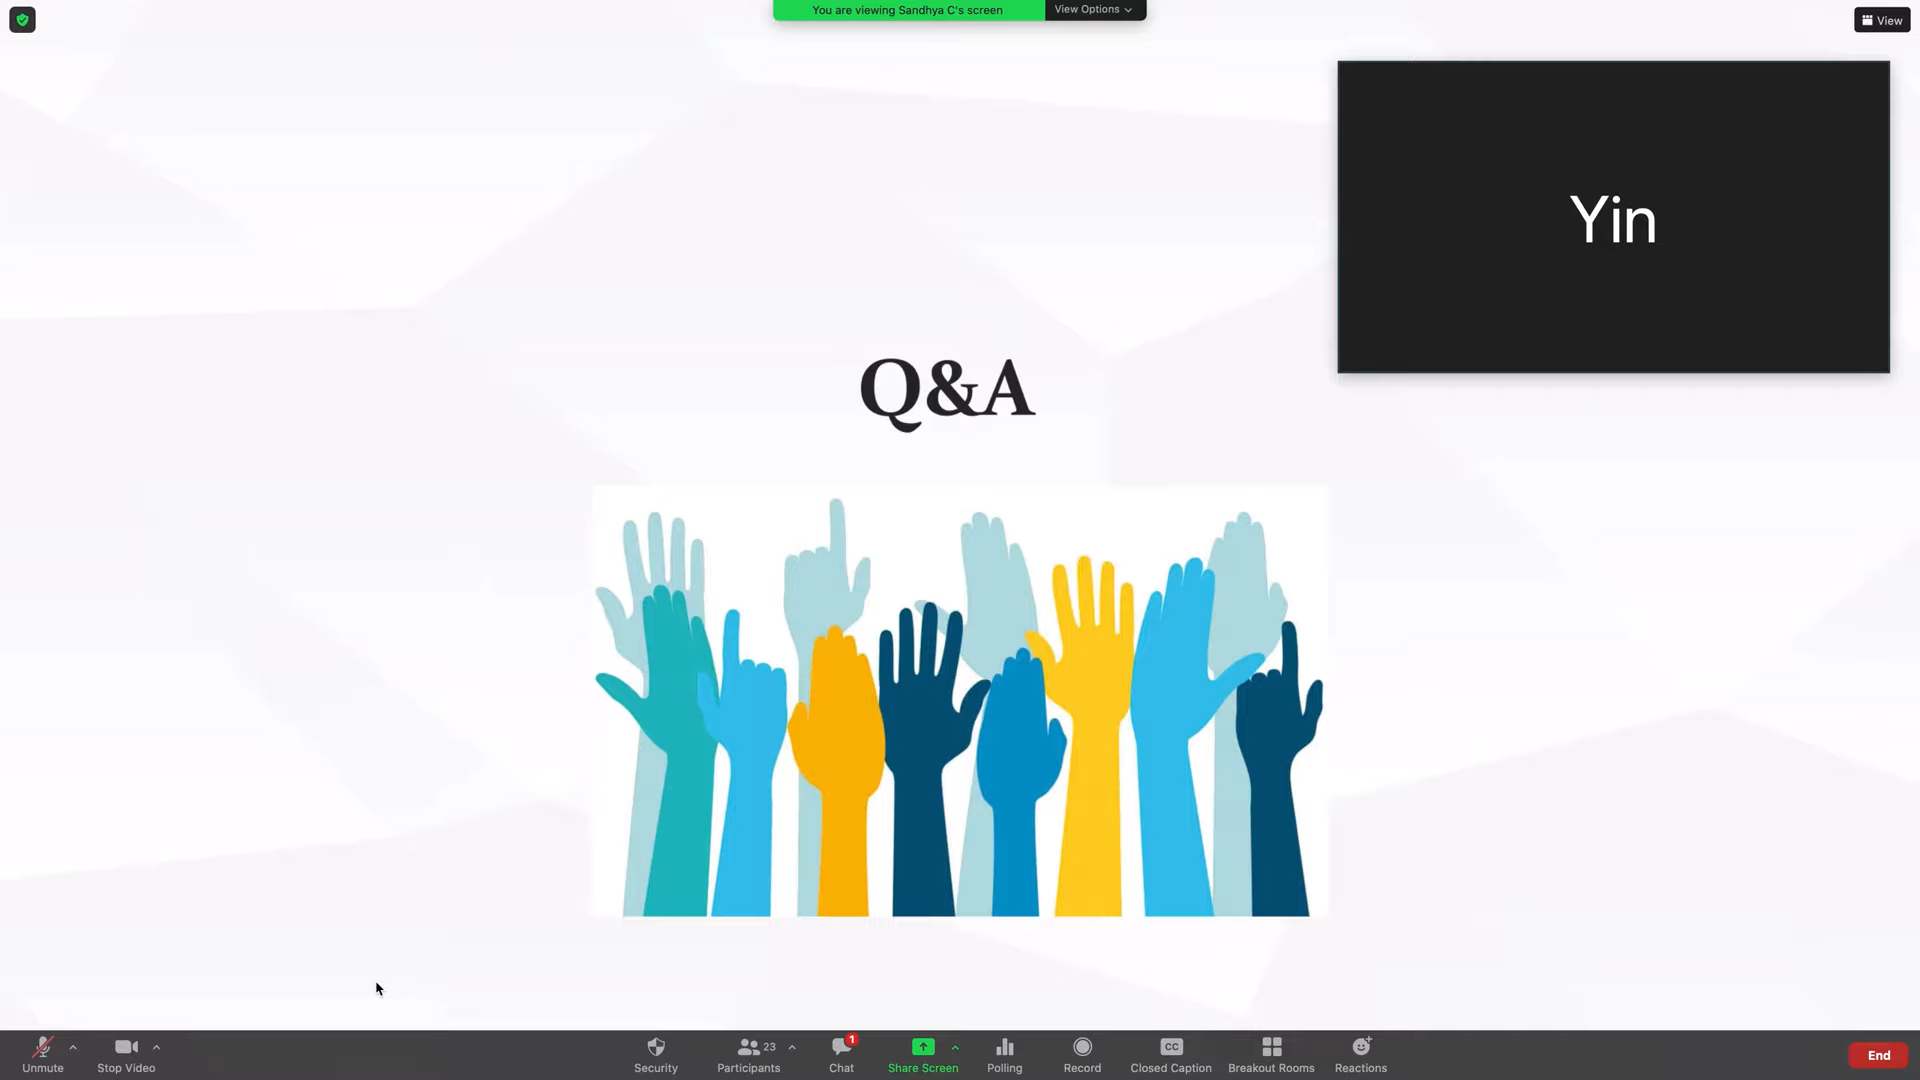 You are viewing Sandhya C's screen
View Options
View
Yin
Q&A
Unmute
Stop Video
Security
23
Participants
1
Chat
Share Screen
Polling
Record
CC
Closed Caption
Breakout Rooms
Reactions
End